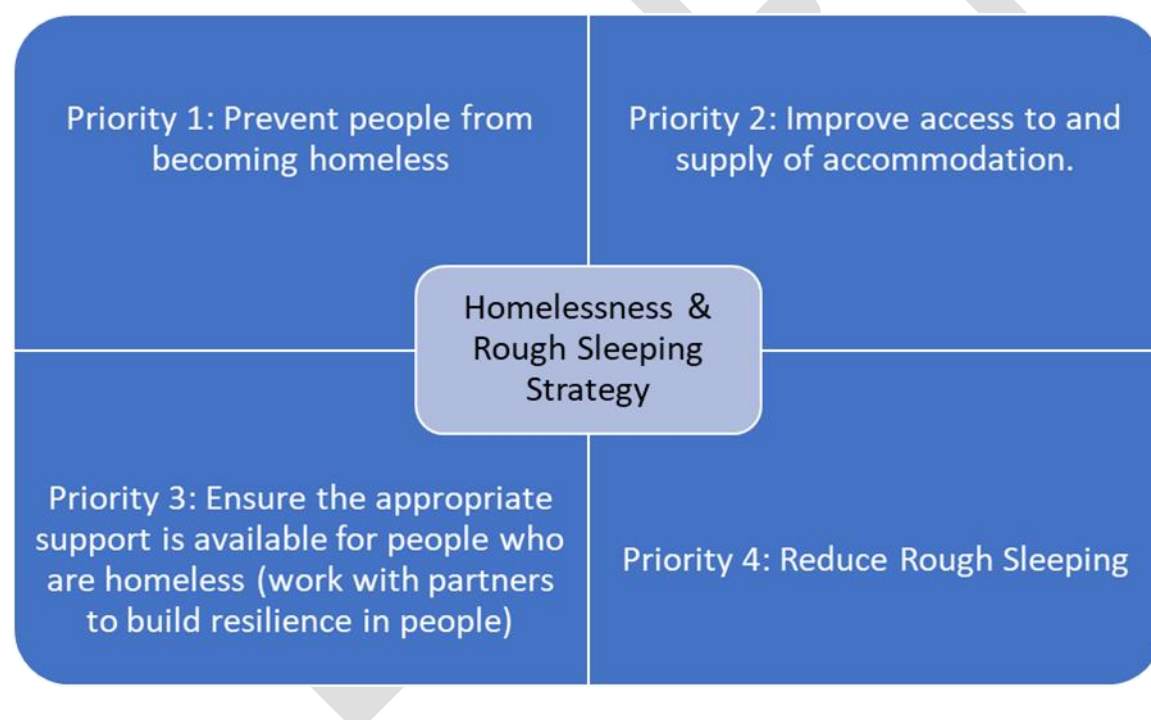 Priority 1: Prevent people from
becoming homeless
Priority 2: Improve access to and
supply of accommodation.
Homelessness &
Rough Sleeping
Strategy
Priority 3: Ensure the appropriate
support is available for people who
are homeless (work with partners
to build resilience in people)
Priority 4: Reduce Rough Sleeping